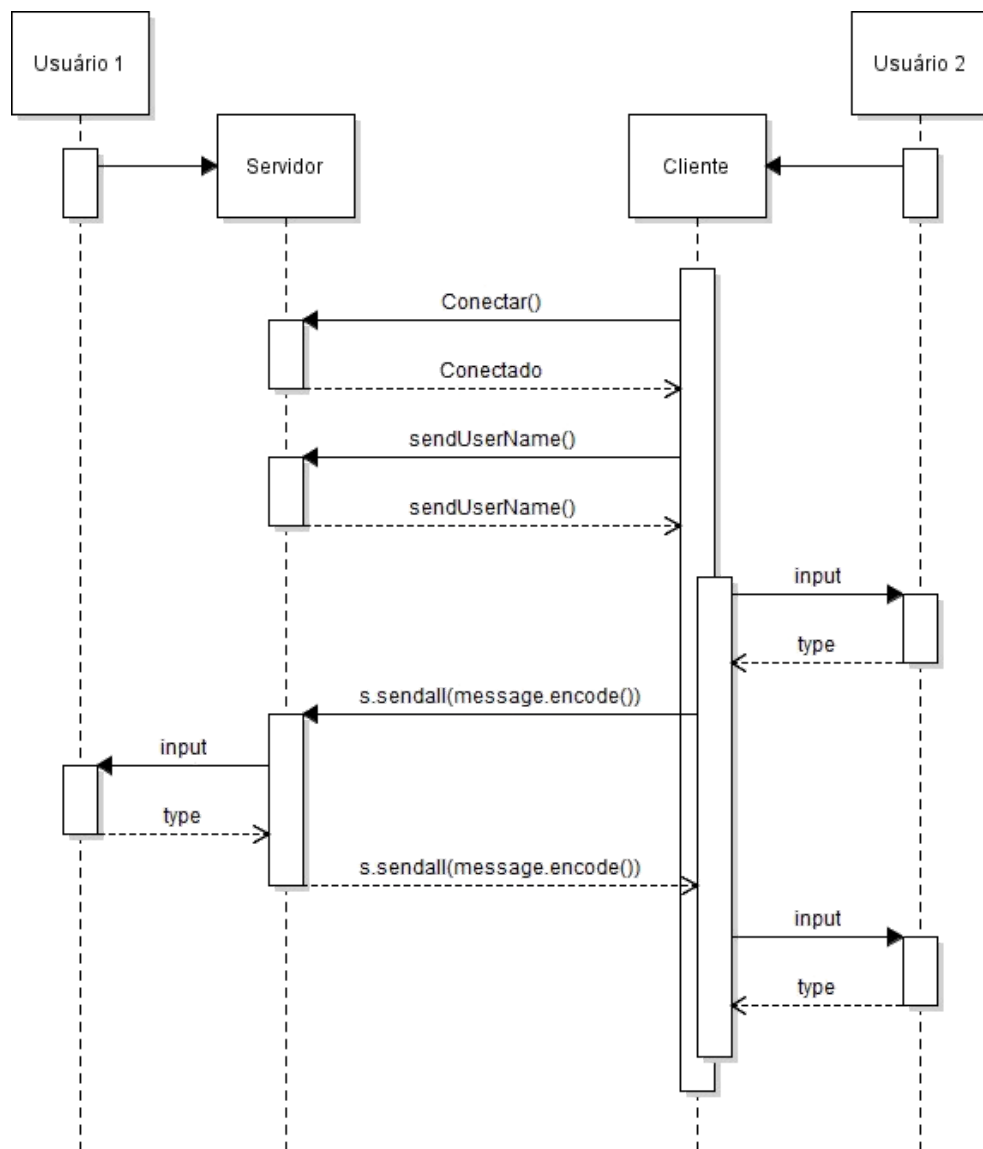 Usuário 1
Usuário 2
Servidor
Cliente
Conectar()
Conectado
sendUserName()
sendUserName()
input
type
s.sendall(message.encode())
input
type
s.sendall(message.encode())
input
type